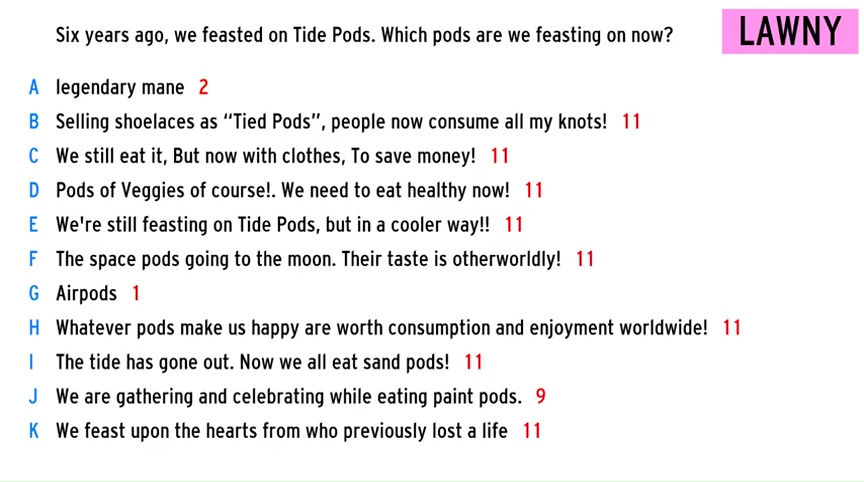 Six years ago, we feasted on Tide Pods. Which pods are we feasting on now?
LAWNY
A legendary mane 2
B Selling shoelaces as “Tied Pods”, people now consume all my knots! 11
C We still eat it, But now with clothes, To save money! 11
D Pods of Veggies of course!. We need to eat healthy now! 11
E We're still feasting on Tide Pods, but in a cooler way!! 11
F The space pods going to the moon. Their taste is otherworldly! 11
G Airpods 1
H Whatever pods make us happy are worth consumption and enjoyment worldwide! 11
I The tide has gone out. Now we all eat sand pods! 11
J We are gathering and celebrating while eating paint pods. 9
K We feast upon the hearts from who previously lost a life 11